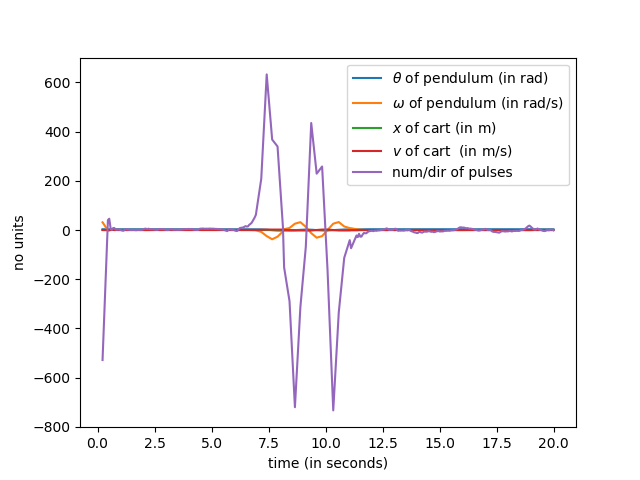 θ of pendulum (in rad)
ω of pendulum (in rad/s)
x of cart (in m)
v of cart  (in m/s)
num/dir of pulses
600
400
200
0
−200
−400
−600
−800
no units
0.0 2.5 5.0 7.5 10.0 12.5 15.0 17.5 20.0
time (in seconds)